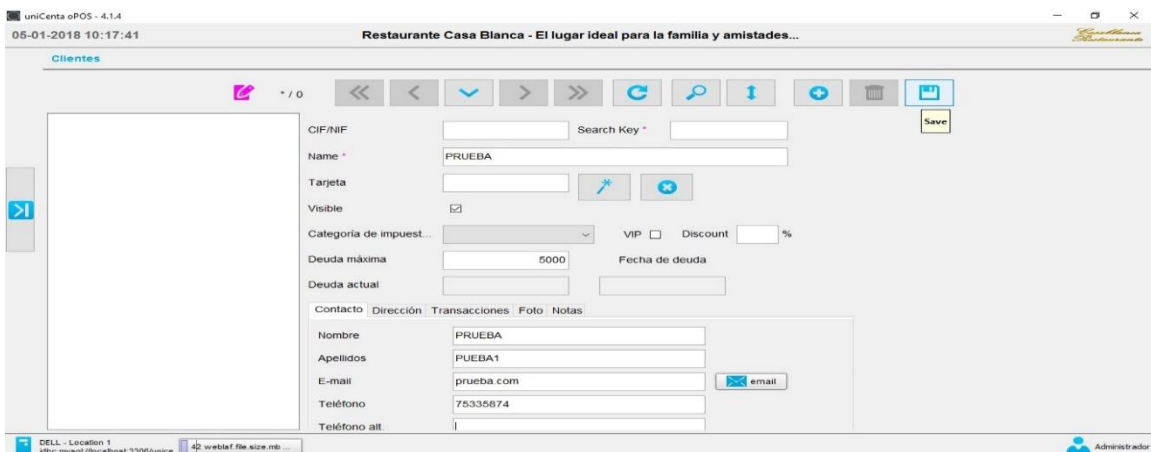 uniCenta oPOS - 4.1.4
05-01-2018 10:17:41 Restaurante Casa Blanca - El lugar ideal para la familia y amistades...
Clientes
* / 0
Save
CIF/NIF Search Key *
Name * PRUEBA
Tarjeta
Visible
Categoría de impuest... VIP Discount %
Deuda máxima 5000 Fecha de deuda
Deuda actual
Contacto Dirección Transacciones Foto Notas
Nombre PRUEBA
Apellidos PUEBA1
E-mail prueba.com email
Teléfono 75335874
Teléfono alt.
DELL - Location 1
42 weblaf.file.size.mb ... Administrador